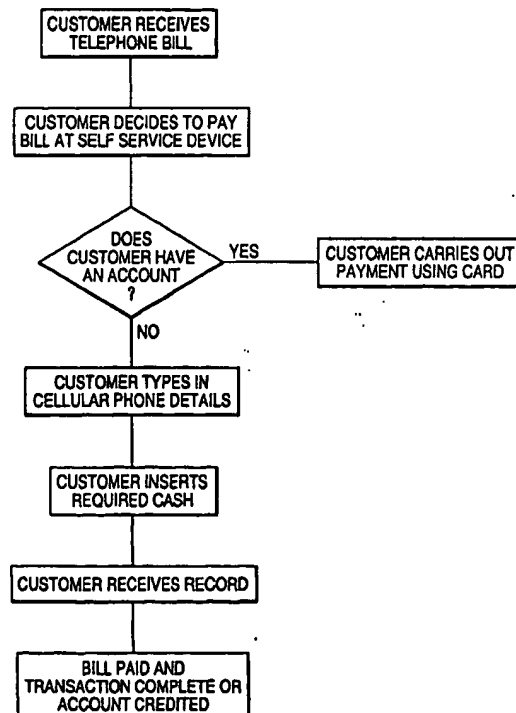 CUSTOMER RECEIVES
TELEPHONE BILL
CUSTOMER DECIDES TO PAY
BILL AT SELF SERVICE DEVICE
DOES
CUSTOMER HAVE
AN ACCOUNT
?
YES
CUSTOMER CARRIES OUT
PAYMENT USING CARD
NO
CUSTOMER TYPES IN
CELLULAR PHONE DETAILS
CUSTOMER INSERTS
REQUIRED CASH
CUSTOMER RECEIVES RECORD
BILL PAID AND
TRANSACTION COMPLETE OR
ACCOUNT CREDITED